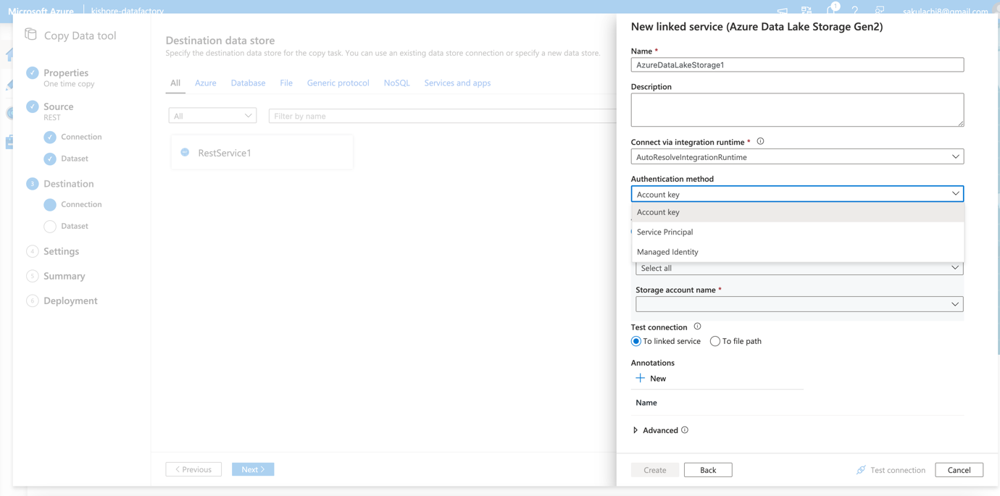 Microsoft Azure
kishore-datafactory
1
sakulachi8@gmail.com
Copy Data tool
Properties
One time copy
Source
REST
Connection
Dataset
3
Destination
Connection
Dataset
4
Settings
5
Summary
6
Deployment
Destination data store
Specify the destination data store for the copy task. You can use an existing data store connection or specify a new data store.
All Azure Database File Generic protocol NoSQL Services and apps
All
Filter by name
RestService1
< Previous
Next >
New linked service (Azure Data Lake Storage Gen2)
Name *
AzureDataLakeStorage1
Description
Connect via integration runtime *
AutoResolveIntegrationRuntime
Authentication method
Account key
Account key
Service Principal
Managed Identity
Select all
Storage account name *
Test connection
To linked service To file path
Annotations
+ New
Name
Advanced
Create
Back
Test connection
Cancel